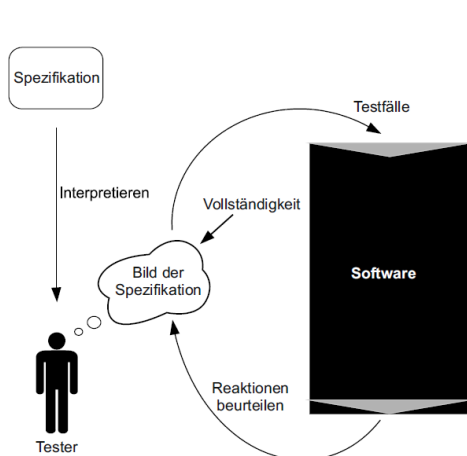 Spezifikation
Testfälle
Interpretieren
Vollständigkeit
Bild der
Spezifikation
Software
Reaktionen
beurteilen
Tester